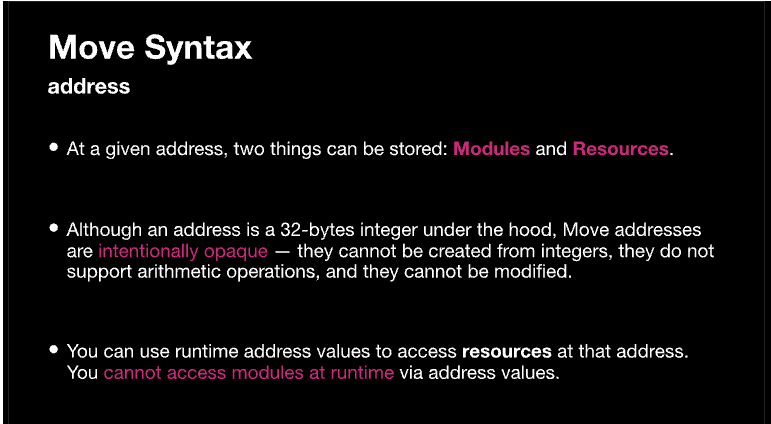 Move Syntax
address
• At a given address, two things can be stored: Modules and Resources.
• Although an address is a 32-bytes integer under the hood, Move addresses
are intentionally opaque — they cannot be created from integers, they do not
support arithmetic operations, and they cannot be modified.
• You can use runtime address values to access resources at that address.
You cannot access modules at runtime via address values.